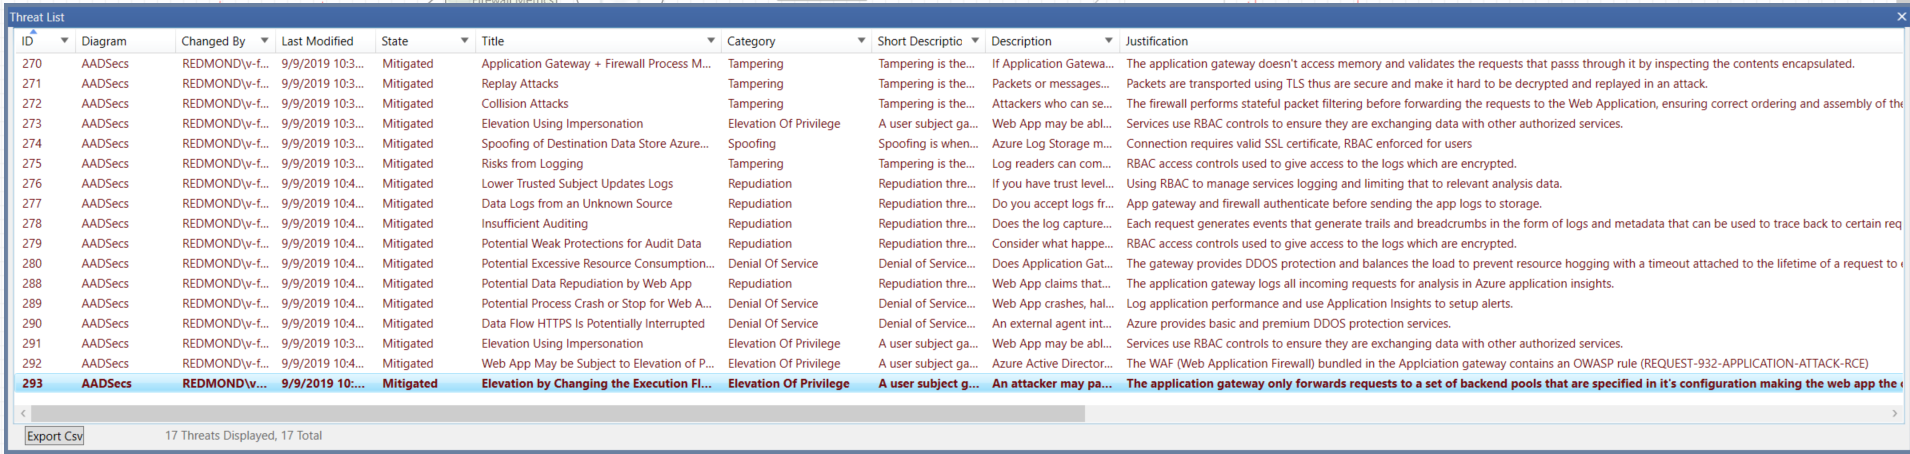 Threat List
ID Diagram Changed By Last Modified State Title Category Short Descriptio Description Justification
270 AADSecs REDMOND\v-f... 9/9/2019 10:3... Mitigated Application Gateway + Firewall Process M... Tampering Tampering is the... If Application Gatewa... The application gateway doesn't access memory and validates the requests that passs through it by inspecting the contents encapsulated.
271 AADSecs REDMOND\v-f... 9/9/2019 10:3... Mitigated Replay Attacks Tampering Tampering is the... Packets or messages... Packets are transported using TLS thus are secure and make it hard to be decrypted and replayed in an attack.
272 AADSecs REDMOND\v-f... 9/9/2019 10:3... Mitigated Collision Attacks Tampering Tampering is the... Attackers who can se... The firewall performs stateful packet filtering before forwarding the requests to the Web Application, ensuring correct ordering and assembly of the
273 AADSecs REDMOND\v-f... 9/9/2019 10:3... Mitigated Elevation Using Impersonation Elevation Of Privilege A user subject ga... Web App may be abl... Services use RBAC controls to ensure they are exchanging data with other authorized services.
274 AADSecs REDMOND\v-f... 9/9/2019 10:3... Mitigated Spoofing of Destination Data Store Azure... Spoofing Spoofing is when... Azure Log Storage m... Connection requires valid SSL certificate, RBAC enforced for users
275 AADSecs REDMOND\v-f... 9/9/2019 10:3... Mitigated Risks from Logging Tampering Tampering is the... Log readers can com... RBAC access controls used to give access to the logs which are encrypted.
276 AADSecs REDMOND\v-f... 9/9/2019 10:4... Mitigated Lower Trusted Subject Updates Logs Repudiation Repudiation thre... If you have trust level... Using RBAC to manage services logging and limiting that to relevant analysis data.
277 AADSecs REDMOND\v-f... 9/9/2019 10:4... Mitigated Data Logs from an Unknown Source Repudiation Repudiation thre... Do you accept logs fr... App gateway and firewall authenticate before sending the app logs to storage.
278 AADSecs REDMOND\v-f... 9/9/2019 10:4... Mitigated Insufficient Auditing Repudiation Repudiation thre... Does the log capture... Each request generates events that generate trails and breadcrumbs in the form of logs and metadata that can be used to trace back to certain req
279 AADSecs REDMOND\v-f... 9/9/2019 10:4... Mitigated Potential Weak Protections for Audit Data Repudiation Repudiation thre... Consider what happe... RBAC access controls used to give access to the logs which are encrypted.
280 AADSecs REDMOND\v-f... 9/9/2019 10:4... Mitigated Potential Excessive Resource Consumption... Denial Of Service Denial of Service... Does Application Gat... The gateway provides DDOS protection and balances the load to prevent resource hogging with a timeout attached to the lifetime of a request to
288 AADSecs REDMOND\v-f... 9/9/2019 10:4... Mitigated Potential Data Repudiation by Web App Repudiation Repudiation thre... Web App claims that... The application gateway logs all incoming requests for analysis in Azure application insights.
289 AADSecs REDMOND\v-f... 9/9/2019 10:4... Mitigated Potential Process Crash or Stop for Web A... Denial Of Service Denial of Service... Web App crashes, hal... Log application performance and use Application Insights to setup alerts.
290 AADSecs REDMOND\v-f... 9/9/2019 10:4... Mitigated Data Flow HTTPS Is Potentially Interrupted Denial Of Service Denial of Service... An external agent int... Azure provides basic and premium DDOS protection services.
291 AADSecs REDMOND\v-f... 9/9/2019 10:3... Mitigated Elevation Using Impersonation Elevation Of Privilege A user subject ga... Web App may be abl... Services use RBAC controls to ensure they are exchanging data with other authorized services.
292 AADSecs REDMOND\v-f... 9/9/2019 10:4... Mitigated Web App May be Subject to Elevation of P... Elevation Of Privilege A user subject ga... Azure Active Director... The WAF (Web Application Firewall) bundled in the Applciation gateway contains an OWASP rule (REQUEST-932-APPLICATION-ATTACK-RCE)
293 AADSecs REDMOND\v... 9/9/2019 10:... Mitigated Elevation by Changing the Execution Fl... Elevation Of Privilege A user subject g... An attacker may pa... The application gateway only forwards requests to a set of backend pools that are specified in it's configuration making the web app the
Export Csv 17 Threats Displayed, 17 Total